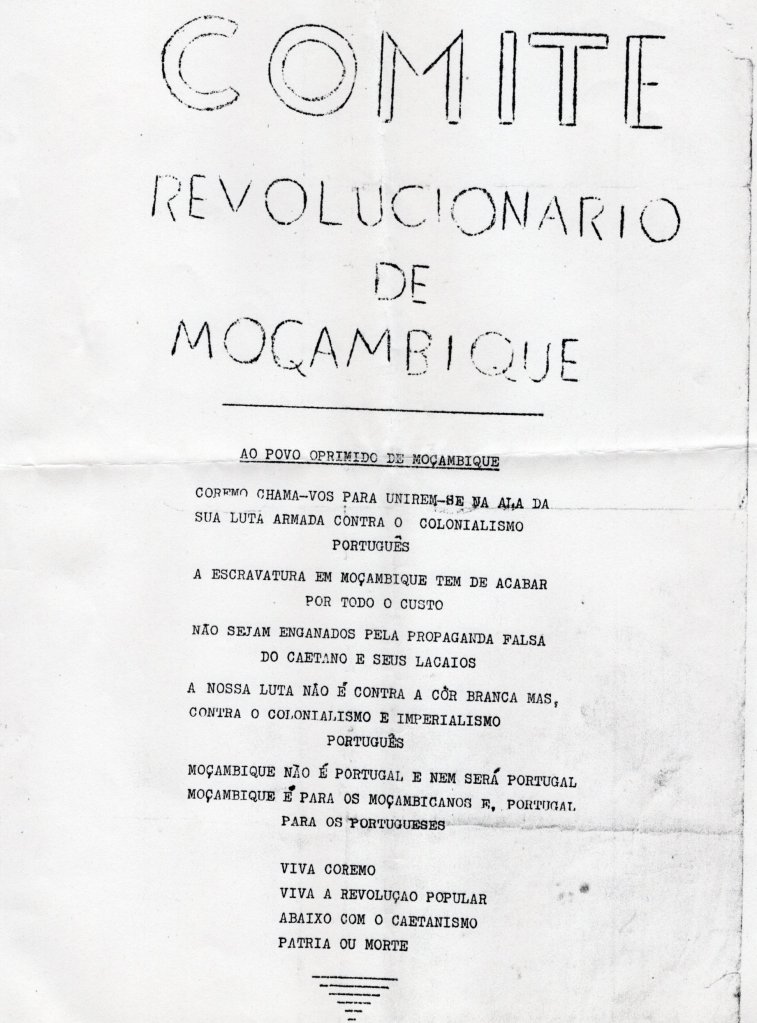 COMITE
REVOLUCIONARIO
DE
MOÇAMBIQUE
AO POVO OPRIMIDO DE MOÇAMBIQUE
COREMO CHAMA-VOS PARA UNIREM-SE NA ALA DA
SUA LUTA ARMADA CONTRA O COLONIALISMO
PORTUGUÊS
A ESCRAVATURA EM MOÇAMBIQUE TEM DE ACABAR
POR TODO O CUSTO
NÃO SEJAM ENGANADOS PELA PROPAGANDA FALSA
DO CAETANO E SEUS LACAIOS
A NOSSA LUTA NÃO É CONTRA A CÔR BRANCA MAS,
CONTRA O COLONIALISMO E IMPERIALISMO
PORTUGUÊS
MOÇAMBIQUE NÃO É PORTUGAL E NEM SERÁ PORTUGAL
MOÇAMBIQUE É PARA OS MOÇAMBICANOS E, PORTUGAL
PARA OS PORTUGUESES
VIVA COREMO
VIVA A REVOLUÇAO POPULAR
ABAIXO COM O CAETANISMO
PATRIA OU MORTE